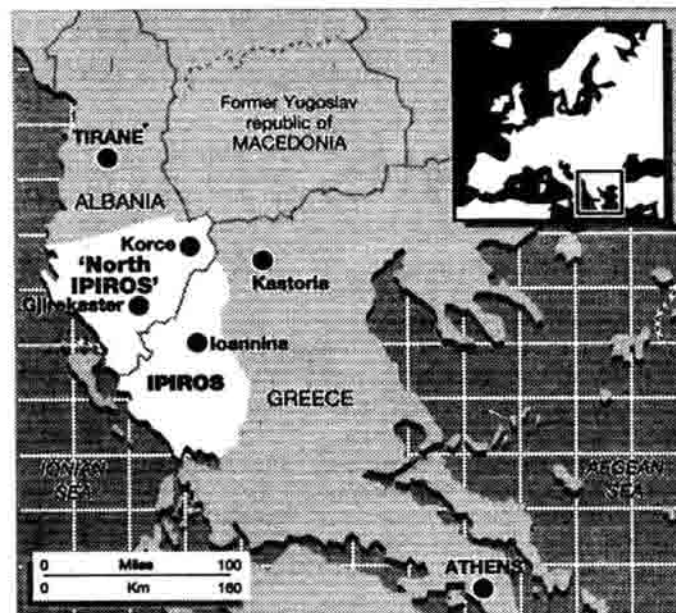 Former Yugoslav
republic of
MACEDONIA
TIRANE
ALBANIA
Korce
'North
IPIROS'
Kastoria
Gjirokaster
Ioannina
IPIROS
GREECE
IONIAN
SEA
AEGEAN
SEA
0 Miles 100
0 Km 160
ATHENS